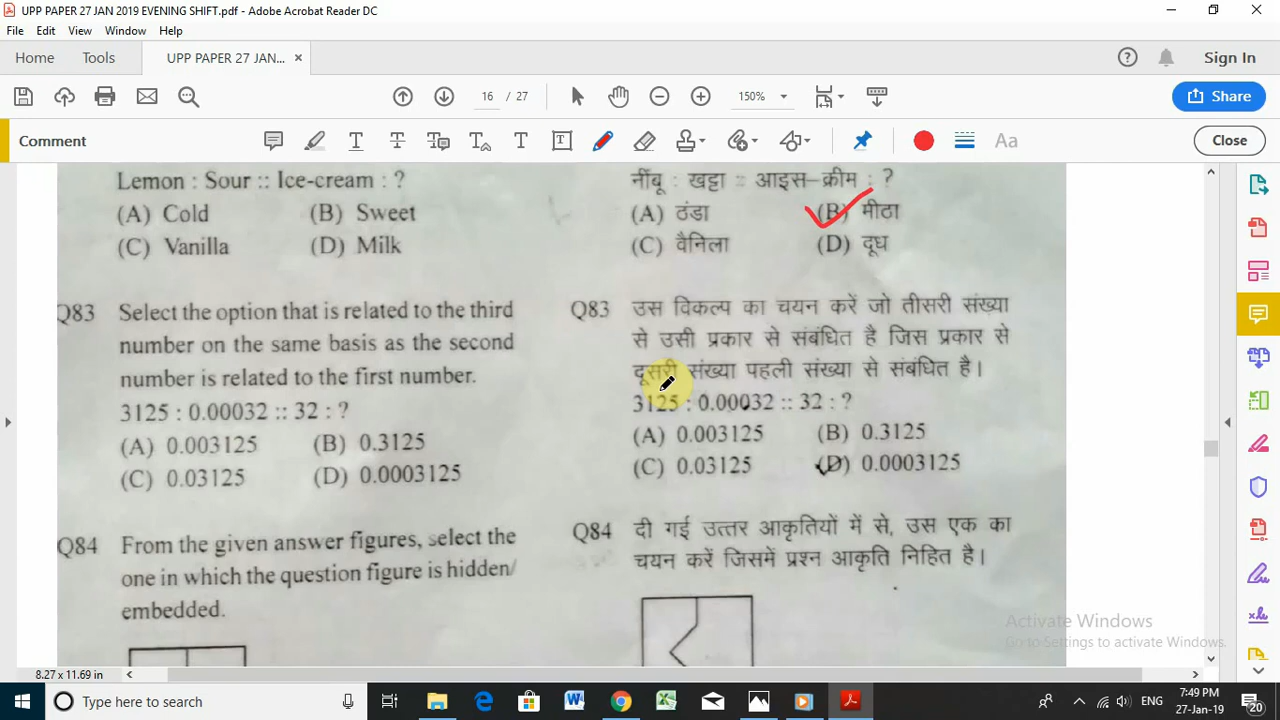 UPP PAPER 27 JAN 2019 EVENING SHIFT.pdf - Adobe Acrobat Reader DC
File Edit View Window Help
Home Tools UPP PAPER 27 JAN... × Sign In
16 / 27 150% Share
Comment Aa Close
Lemon : Sour :: Ice-cream : ?
(A) Cold (B) Sweet
(C) Vanilla (D) Milk
Q83 Select the option that is related to the third
number on the same basis as the second
number is related to the first number.
3125 : 0.00032 :: 32 : ?
(A) 0.003125 (B) 0.3125
(C) 0.03125 (D) 0.0003125
Q84 From the given answer figures, select the
one in which the question figure is hidden/
embedded.
नींबू : खट्टा :: आइस-क्रीम : ?
(A) ठंडा (B) मीठा
(C) वैनिला (D) दूध
Q83 उस विकल्प का चयन करें जो तीसरी संख्या
से उसी प्रकार से संबंधित है जिस प्रकार से
दूसरी संख्या पहली संख्या से संबंधित है।
3125 : 0.00032 :: 32 : ?
(A) 0.003125 (B) 0.3125
(C) 0.03125 (D) 0.0003125
Q84 दी गई उत्तर आकृतियों में से, उस एक का
चयन करें जिसमें प्रश्न आकृति निहित है।
Activate Windows
Go to Settings to activate Windows.
8.27 x 11.69 in
Type here to search
ENG
7:49 PM
27-Jan-19
20